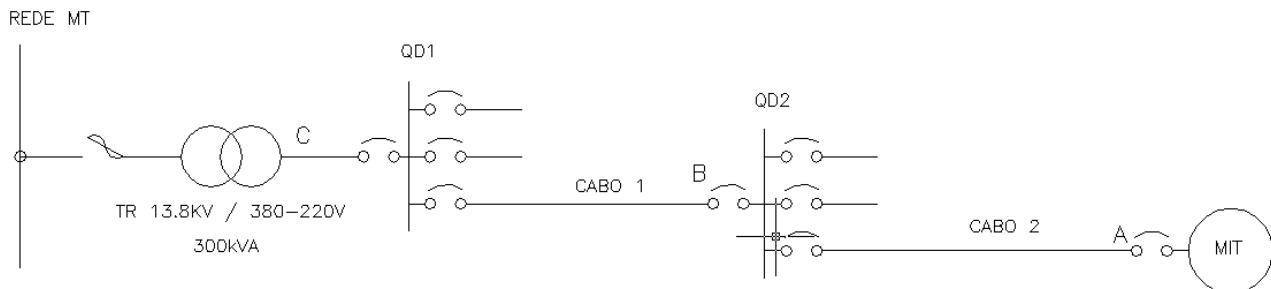 REDE MT
QD1
QD2
C
B
CABO 1
TR 13.8KV / 380-220V
300kVA
CABO 2
A
MIT